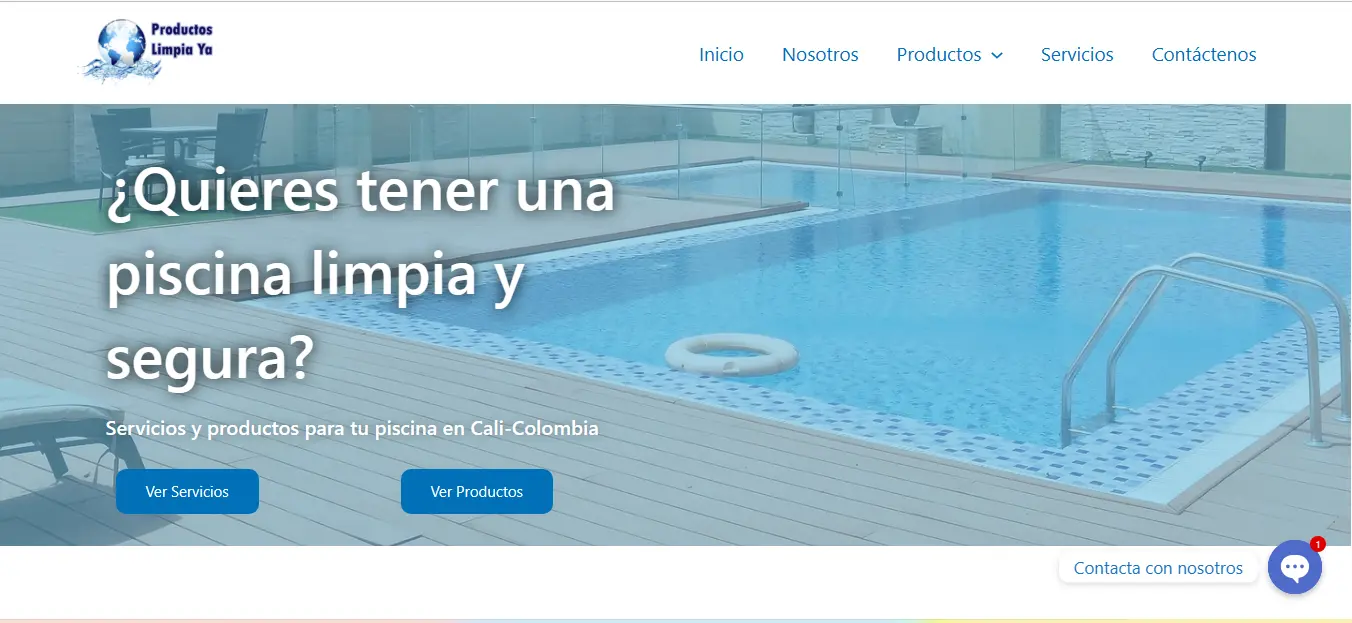 Productos
Limpia Ya
Inicio Nosotros Productos Servicios Contáctenos
¿Quieres tener una
piscina limpia y
segura?
Servicios y productos para tu piscina en Cali-Colombia
Ver Servicios Ver Productos
1
Contacta con nosotros